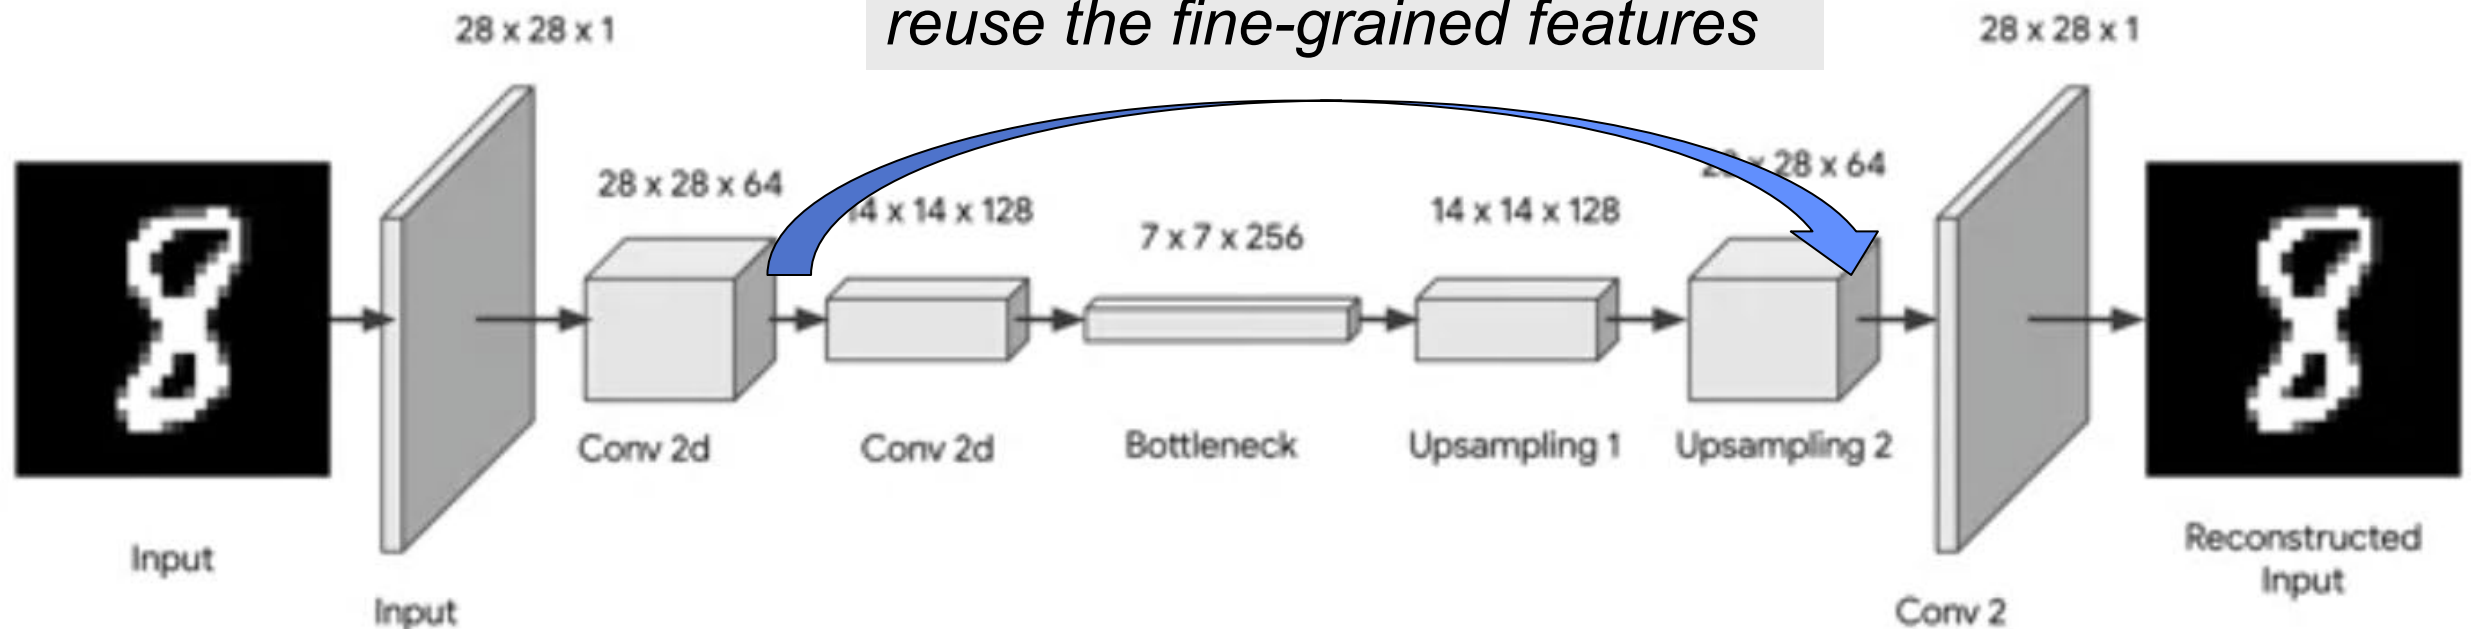 reuse the fine-grained features
28 x 28 x 1
28 x 28 x 1
28 x 28 x 64
14 x 14 x 128
7 x 7 x 256
14 x 14 x 128
28 x 28 x 64
Conv 2d
Conv 2d
Bottleneck
Upsampling 1
Upsampling 2
Input
Input
Conv 2
Reconstructed
Input